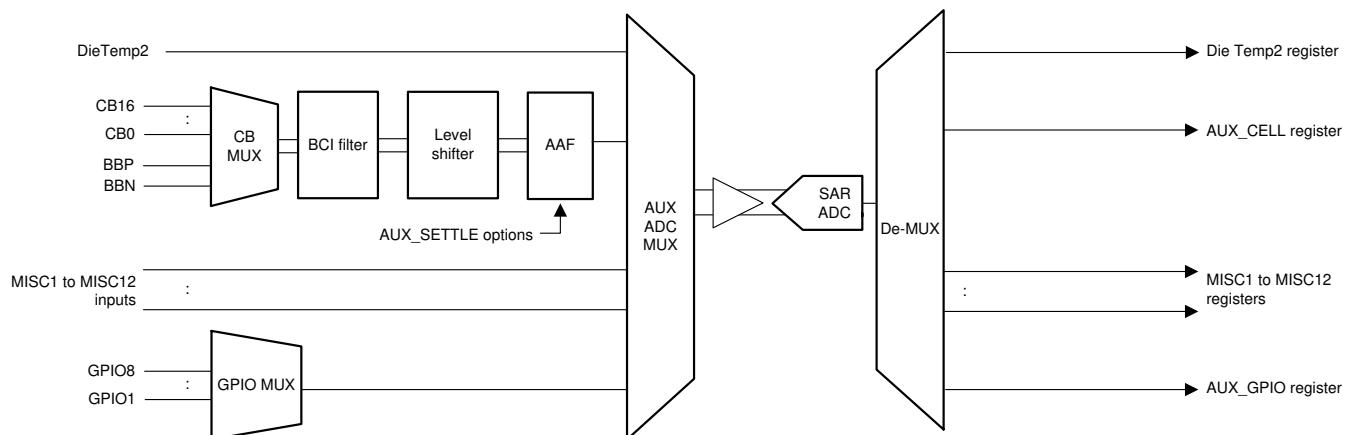 DieTemp2
CB16
:
CB0
BBP
BBN
CB
MUX
BCI filter
Level
shifter
AAF
AUX_SETTLE options
MISC1 to MISC12
inputs
:
GPIO8
:
GPIO1
GPIO MUX
AUX
ADC
MUX
SAR
ADC
De-MUX
Die Temp2 register
AUX_CELL register
:
MISC1 to MISC12
registers
AUX_GPIO register